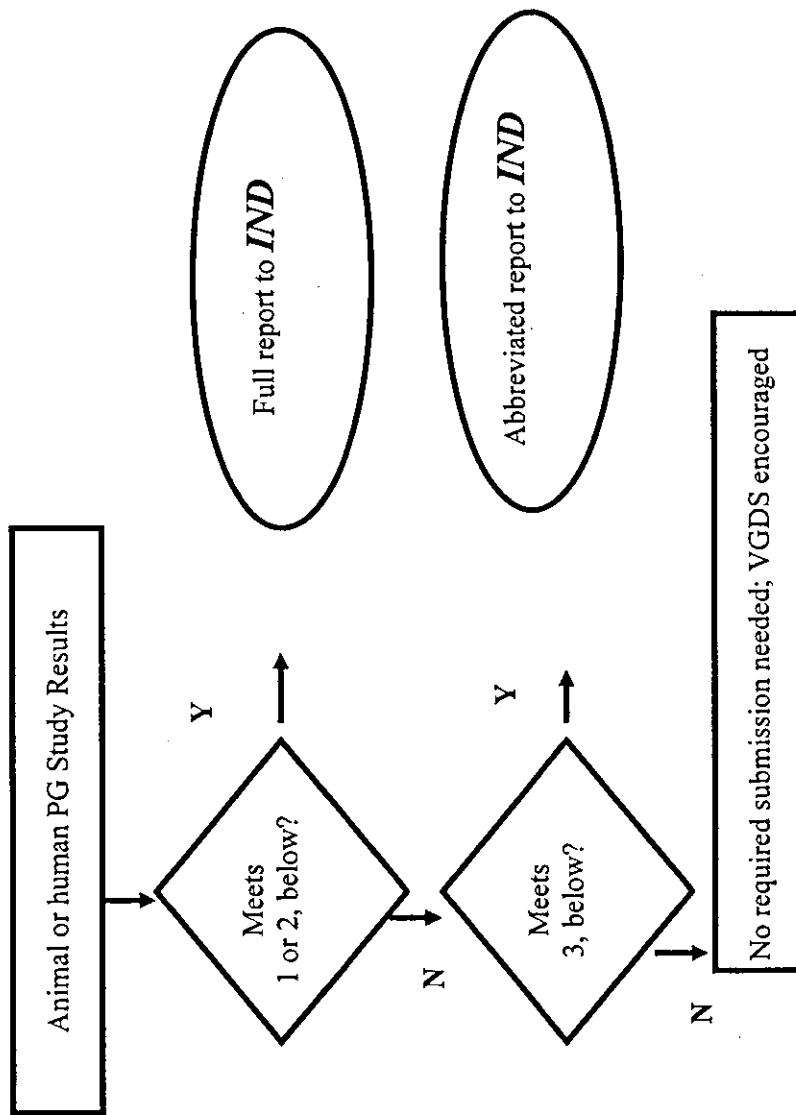 Animal or human PG Study Results
Meets
1 or 2, below?
Y
Full report to IND
N
Meets
3, below?
Y
Abbreviated report to IND
N
No required submission needed; VGDS encouraged